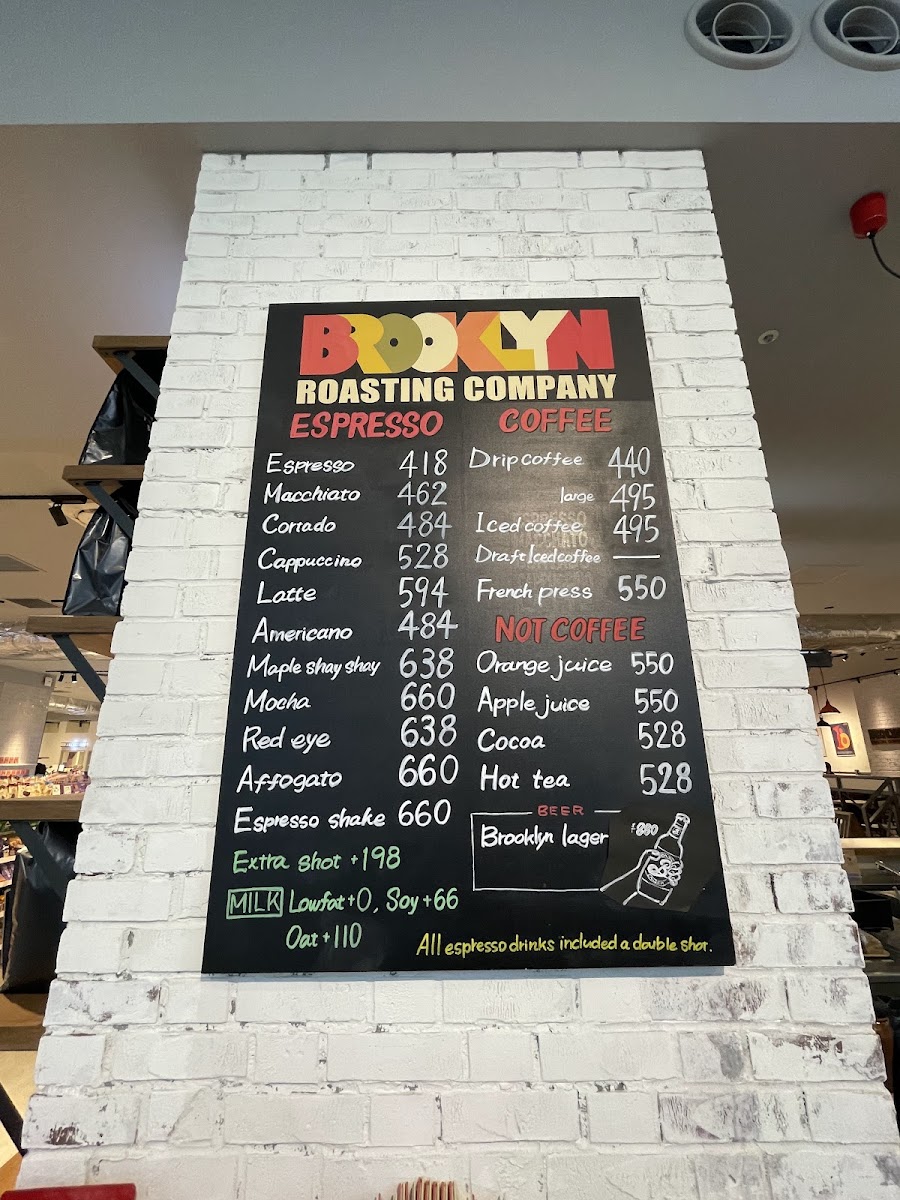 BROOKLYN
ROASTING COMPANY
ESPRESSO
Espresso 418
Macchiato 462
Corrado 484
Cappuccino 528
Latte 594
Americano 484
Maple shay shay 638
Mocha 660
Red eye 638
Affogato 660
Espresso shake 660
Extra shot +198
MILK Lowfat+0, Soy+66
Oat+110
COFFEE
Drip coffee 440
large 495
Iced coffee 495
Draft Iced coffee —
French press 550
NOT COFFEE
Orange juice 550
Apple juice 550
Cocoa 528
Hot tea 528
BEER
Brooklyn lager
All espresso drinks included a double shot.